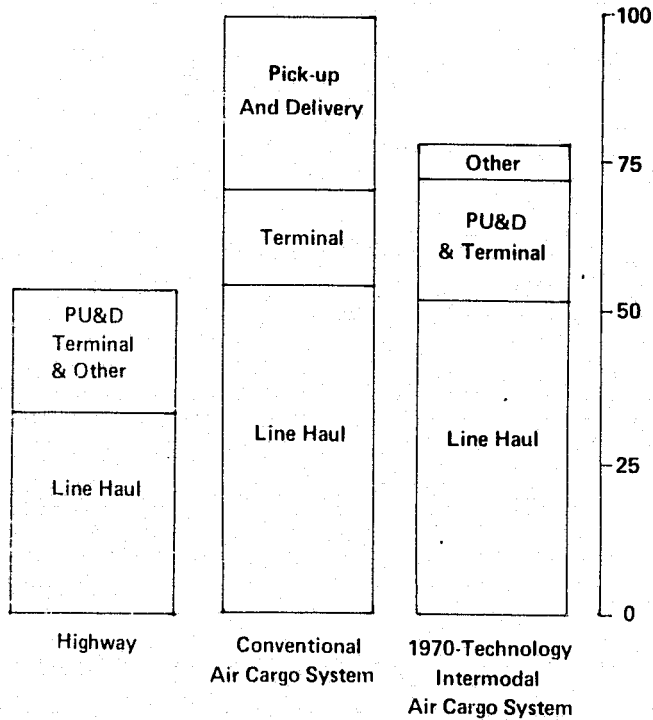 PU&D
Terminal
& Other
Line Haul
Highway
Pick-up
And Delivery
Terminal
Line Haul
Conventional
Air Cargo System
Other
PU&D
& Terminal
Line Haul
1970-Technology
Intermodal
Air Cargo System
100
75
50
25
0